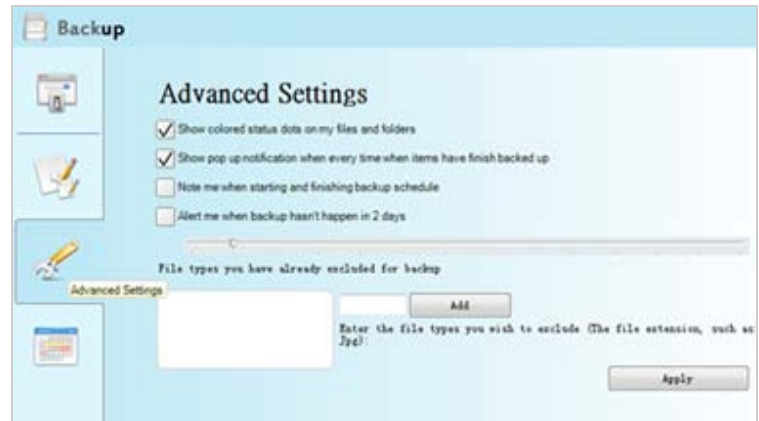 Backup
Advanced Settings
Show colored status dots on my files and folders
Show pop up notification when every time when items have finish backed up
Note me when starting and finishing backup schedule
Alert me when backup hasn't happen in 2 days
File types you have already excluded for backup
Advanced Settings
Add
Enter the file types you wish to exclude (The file extension, such as
Jpg):
Apply